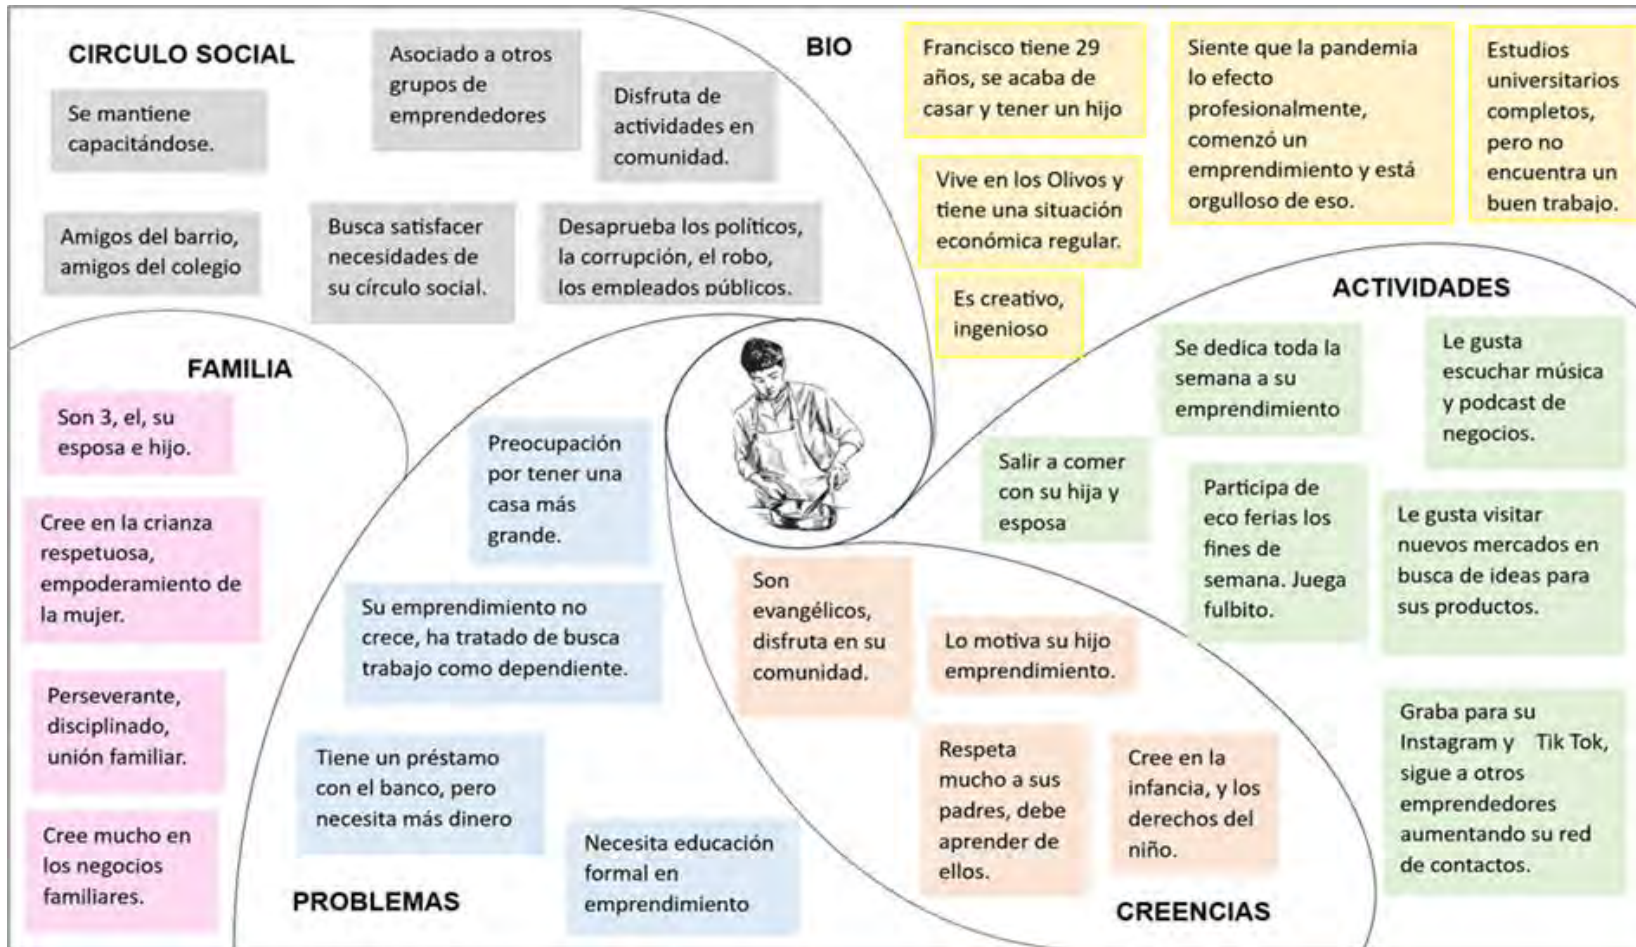 CIRCULO SOCIAL
Se mantiene
capacitándose.
Asociado a otros
grupos de
emprendedores
Disfruta de
actividades en
comunidad.
Amigos del barrio,
amigos del colegio
Busca satisfacer
necesidades de
su círculo social.
Desaprueba los políticos,
la corrupción, el robo,
los empleados públicos.
BIO
Francisco tiene 29
años, se acaba de
casar y tener un hijo
Siente que la pandemia
lo efecto
profesionalmente,
comenzó un
emprendimiento y está
orgulloso de eso.
Estudios
universitarios
completos,
pero no
encuentra un
buen trabajo.
Vive en los Olivos y
tiene una situación
económica regular.
Es creativo,
ingenioso
FAMILIA
Son 3, el, su
esposa e hijo.
Cree en la crianza
respetuosa,
empoderamiento de
la mujer.
Perseverante,
disciplinado,
unión familiar.
Cree mucho en
los negocios
familiares.
PROBLEMAS
Preocupación
por tener una
casa más
grande.
Su emprendimiento no
crece, ha tratado de busca
trabajo como dependiente.
Tiene un préstamo
con el banco, pero
necesita más dinero
Necesita educación
formal en
emprendimiento
CREENCIAS
Son
evangélicos,
disfruta en su
comunidad.
Lo motiva su hijo
emprendimiento.
Respeta
mucho a sus
padres, debe
aprender de
ellos.
Cree en la
infancia, y los
derechos del
niño.
ACTIVIDADES
Se dedica toda la
semana a su
emprendimiento
Le gusta
escuchar música
y podcast de
negocios.
Salir a comer
con su hija y
esposa
Participa de
eco ferias los
fines de
semana. Juega
fulbito.
Le gusta visitar
nuevos mercados en
busca de ideas para
sus productos.
Graba para su
Instagram y Tik Tok,
sigue a otros
emprendedores
aumentando su red
de contactos.